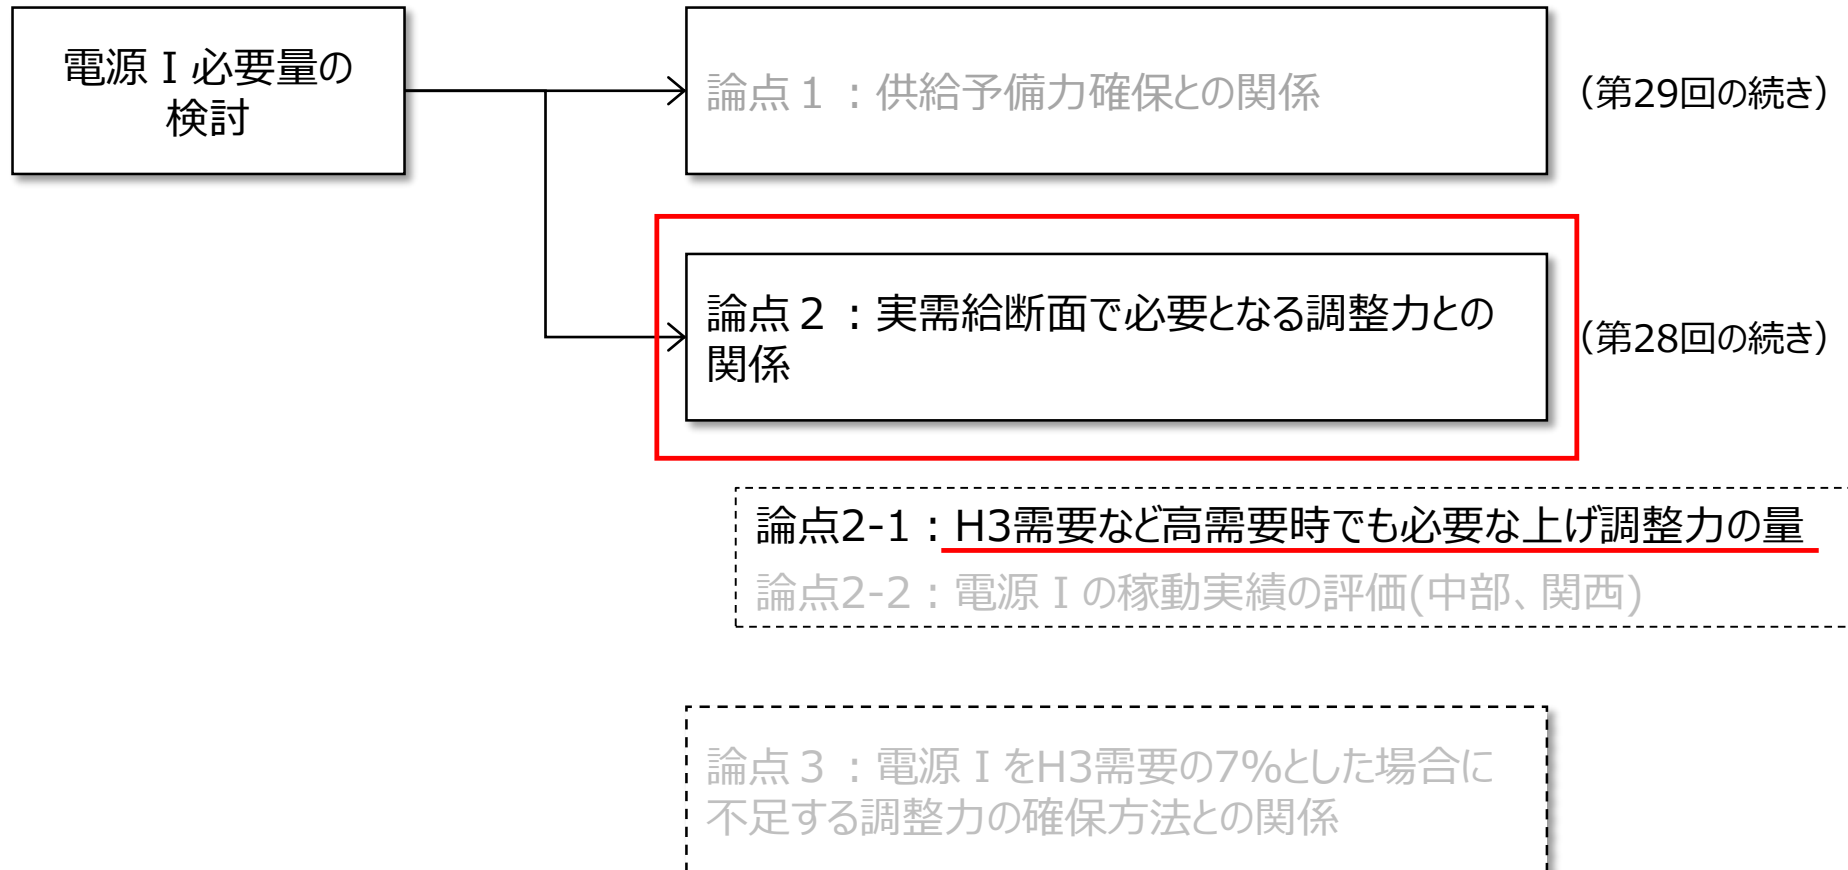 電源Ⅰ必要量の
検討
論点１：供給予備力確保との関係
（第29回の続き）
論点２：実需給断面で必要となる調整力との
関係
（第28回の続き）
論点2-1：H3需要など高需要時でも必要な上げ調整力の量
論点2-2：電源Ⅰの稼動実績の評価(中部、関西)
論点３：電源ⅠをH3需要の7%とした場合に
不足する調整力の確保方法との関係